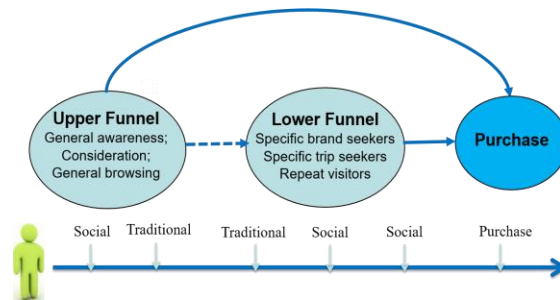 Upper Funnel
General awareness;
Consideration;
General browsing
Lower Funnel
Specific brand seekers
Specific trip seekers
Repeat visitors
Purchase
Social
Traditional
Traditional
Social
Social
Purchase